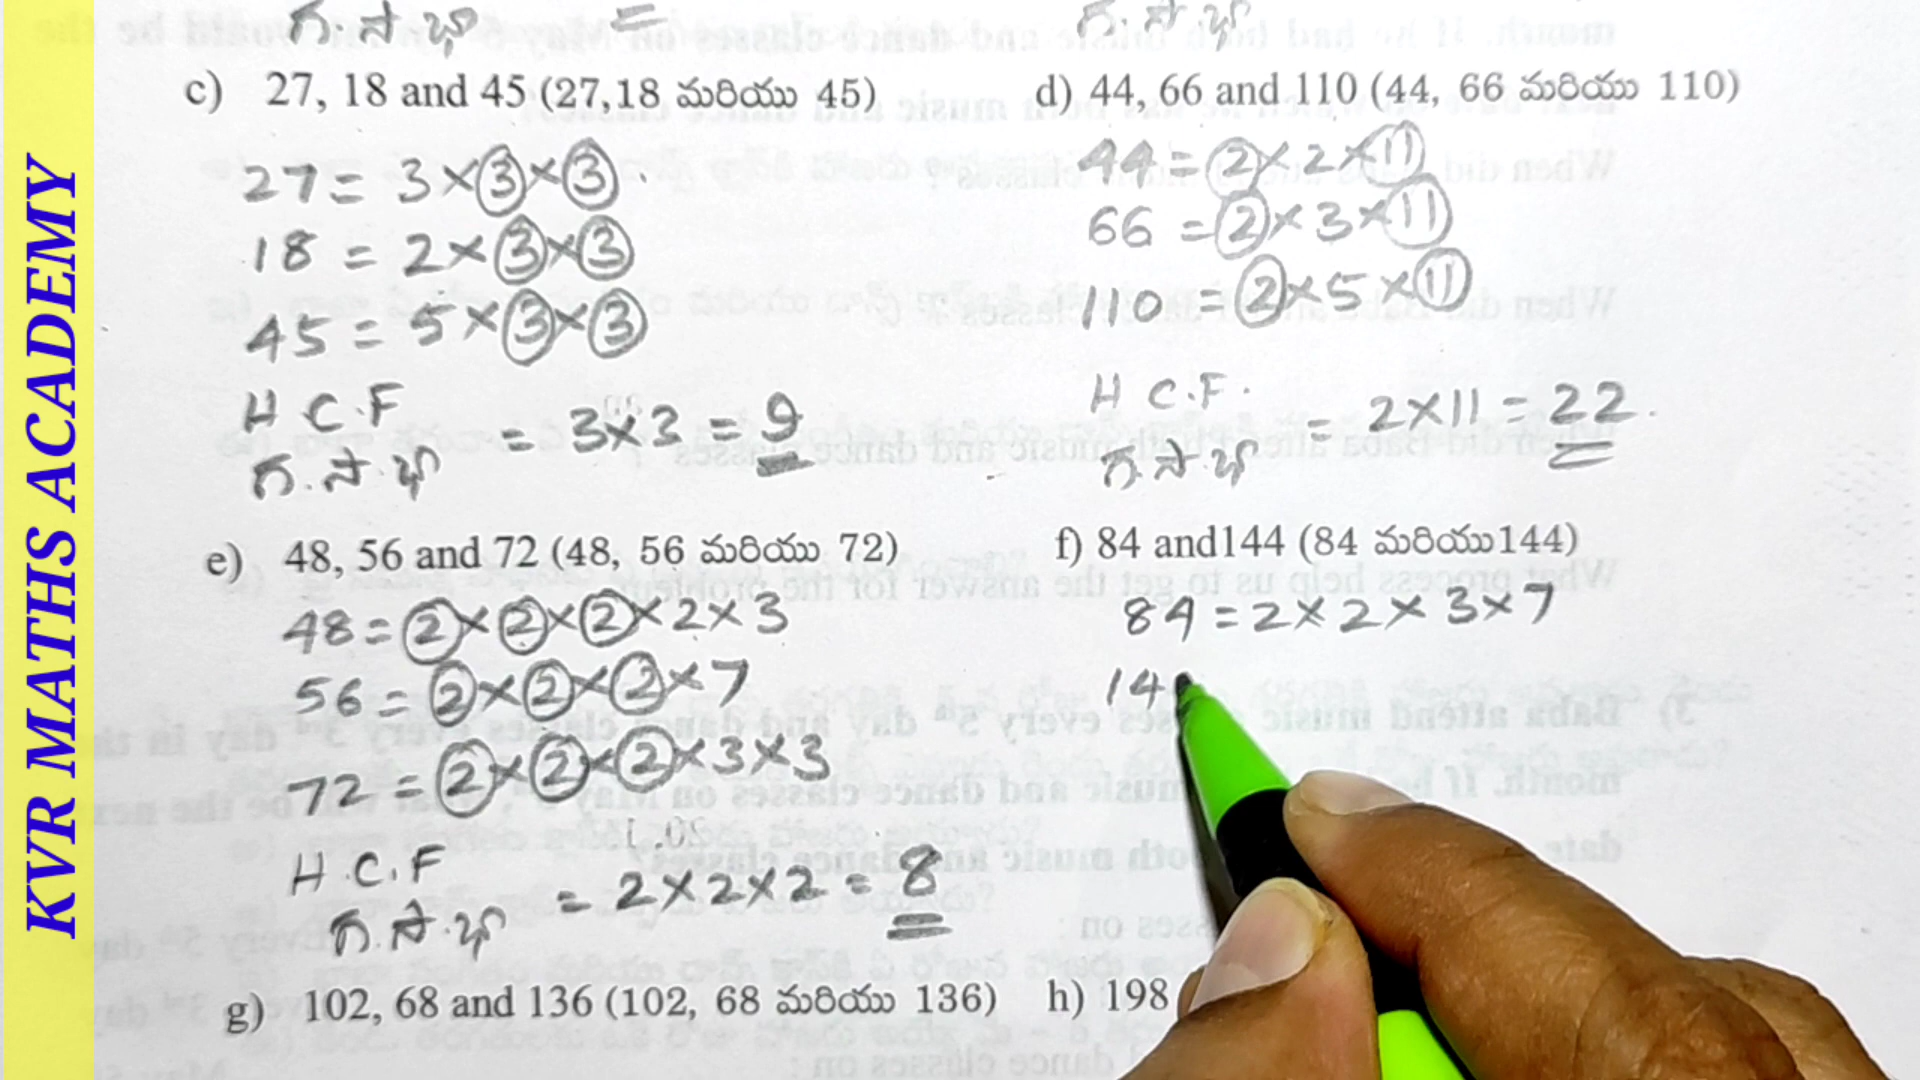 KVR MATHS ACADEMY
గ.సా.భా =
గ.సా.భా
c) 27, 18 and 45 (27,18 మరియు 45)
27 = 3 × 3 × 3
18 = 2 × 3 × 3
45 = 5 × 3 × 3
H C.F
గ.సా.భా = 3×3 = 9
d) 44, 66 and 110 (44, 66 మరియు 110)
44 = 2 × 2 × 11
66 = 2 × 3 × 11
110 = 2 × 5 × 11
H C.F.
గ.సా.భా = 2×11 = 22
e) 48, 56 and 72 (48, 56 మరియు 72)
48 = 2 × 2 × 2 × 2 × 3
56 = 2 × 2 × 2 × 7
72 = 2 × 2 × 2 × 3 × 3
H.C.F
గ.సా.భా = 2×2×2 = 8
f) 84 and144 (84 మరియు144)
84 = 2 × 2 × 3 × 7
14
g) 102, 68 and 136 (102, 68 మరియు 136)
h) 198